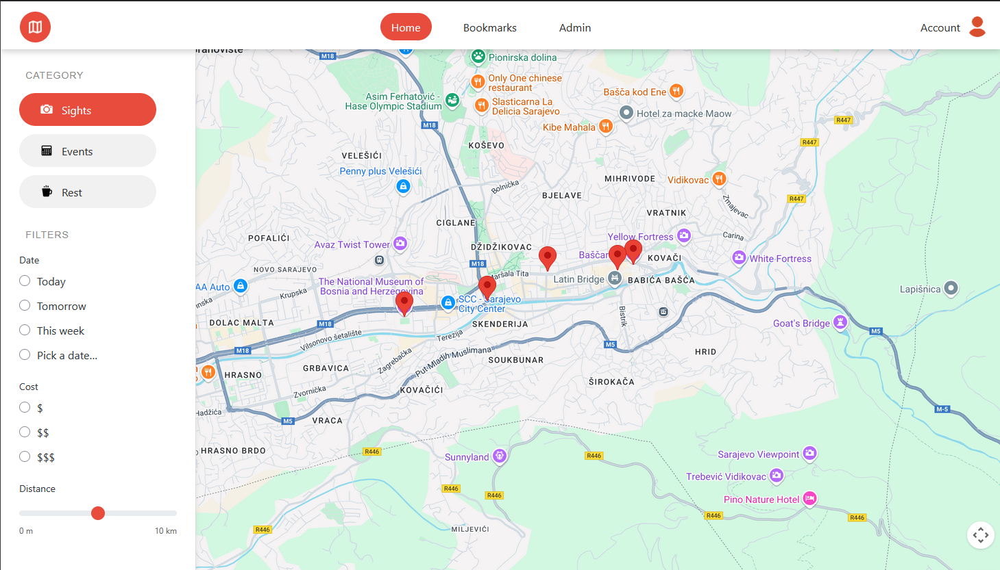 Home
Bookmarks
Admin
Account
CATEGORY
Sights
Events
Rest
FILTERS
Date
Today
Tomorrow
This week
Pick a date...
Cost
$
$$
$$$
Distance
0 m
10 km
M18
Pionirska dolina
Only One chinese
restaurant
Asim Ferhatović -
Hase Olympic Stadium
Slasticarna La
Delicia Sarajevo
Bašča kod Ene
Hotel za macke Maow
Kibe Mahala
M18
R447
R447
KOŠEVO
VELEŠIĆI
Penny plus Velešići
Bolnička
MIHRIVODE
Vidikovac
BJELAVE
Zmajevac
R447
VRATNIK
CIGLANE
POFALIĆI
Avaz Twist Tower
DŽIDŽIKOVAC
Yellow Fortress
Carina
KOVAČI
White Fortress
M18
NOVO SARAJEVO
The National Museum of
Bosnia and Herzegovina
Latin Bridge
BABIĆA BAŠĆA
AA Auto
Krupska
SCC - Sarajevo
City Center
Lapišnica
DOLAC MALTA
M18
SKENDERIJA
Bistrik
Goat's Bridge
M5
Vilsonovo šetalište
Terezija
M5
M18
Zagrebačka
Put Mladih Muslimana
SOUKBUNAR
HRID
GRBAVICA
HRASNO
ŠIROKAČA
Zvornička
KOVAČIĆI
M-5
Hadžića
M5
VRACA
HRASNO BRDO
R446
Sunnyland
R446
Sarajevo Viewpoint
Trebević Vidikovac
R446
R446
Pino Nature Hotel
R446
R446
R446
MILJEVIĆI